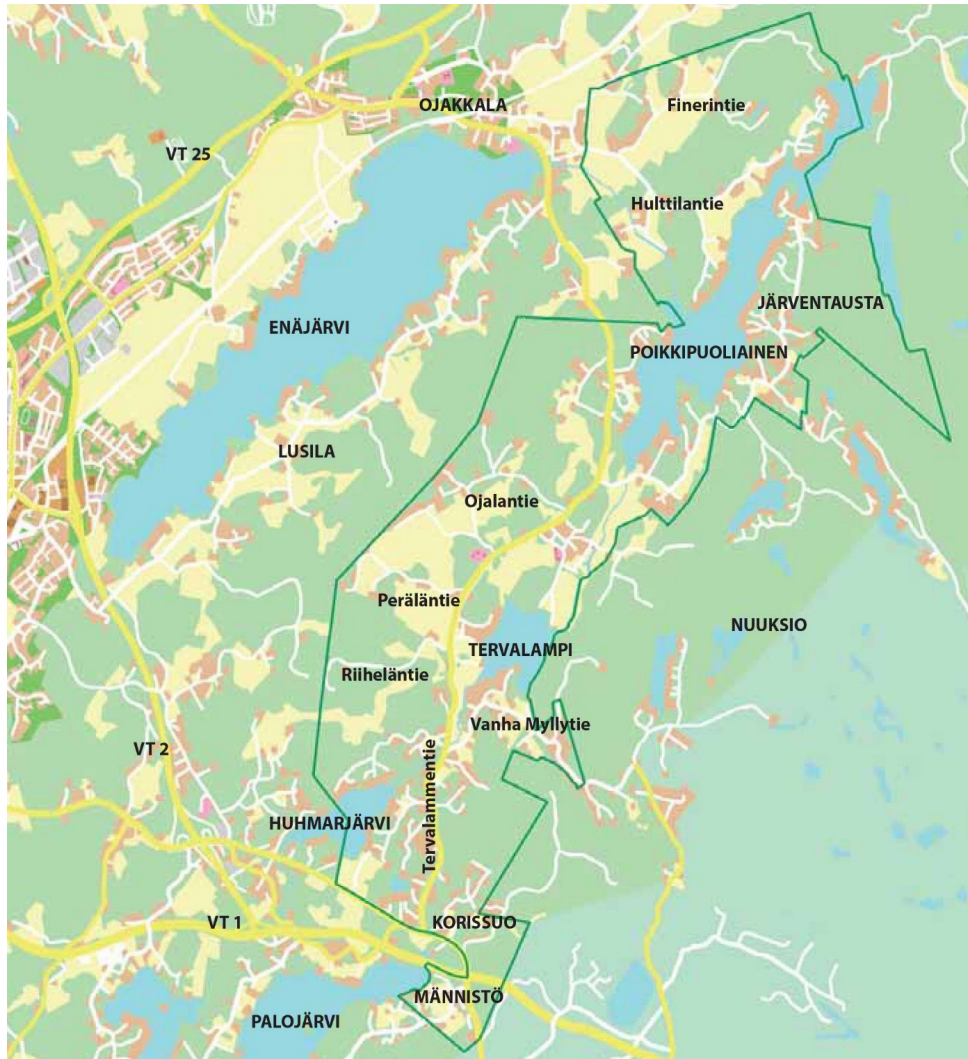 OJAKKALA
Finerintie
VT 25
Hulttilantie
JÄRVENTAUSTA
ENÄJÄRVI
POIKKIPUOLIAINEN
LUSILA
Ojalantie
Peräläntie
NUUKSIO
TERVALAMPI
Riiheläntie
Vanha Myllytie
VT 2
Tervalammentie
HUHMARJÄRVI
VT 1
KORISSUO
MÄNNISTÖ
PALOJÄRVI